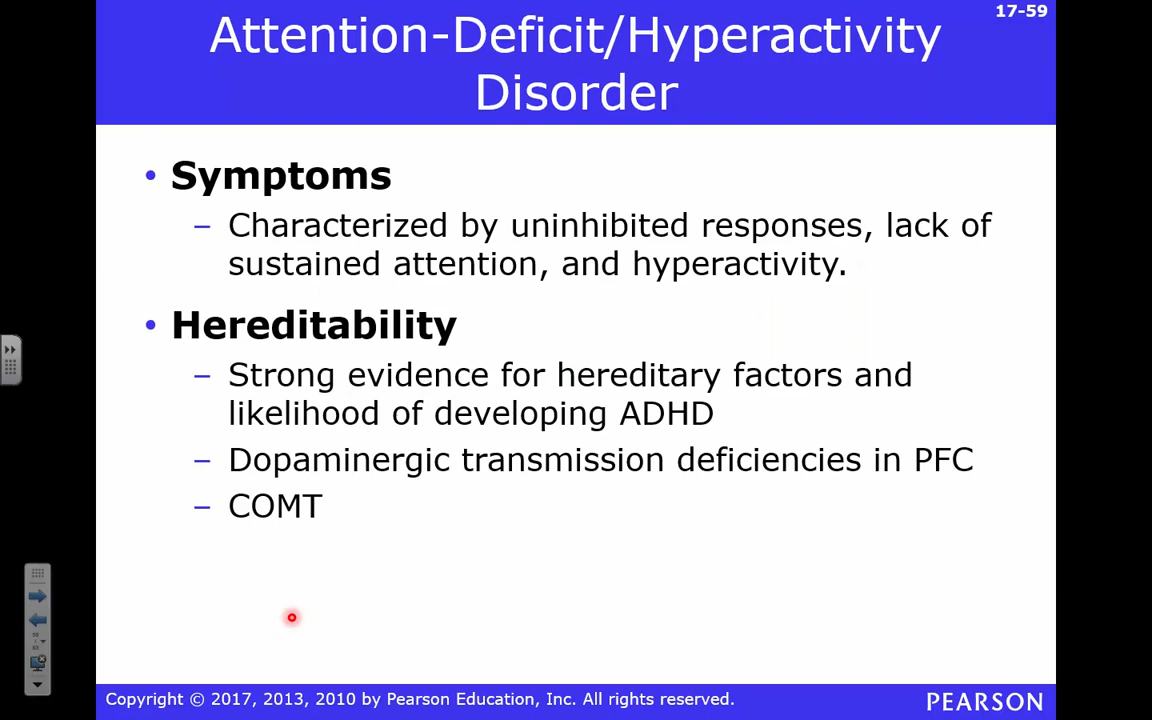 17-59
Attention-Deficit/Hyperactivity
Disorder
• Symptoms
– Characterized by uninhibited responses, lack of
sustained attention, and hyperactivity.
• Hereditability
– Strong evidence for hereditary factors and
likelihood of developing ADHD
– Dopaminergic transmission deficiencies in PFC
– COMT
Copyright © 2017, 2013, 2010 by Pearson Education, Inc. All rights reserved.
PEARSON